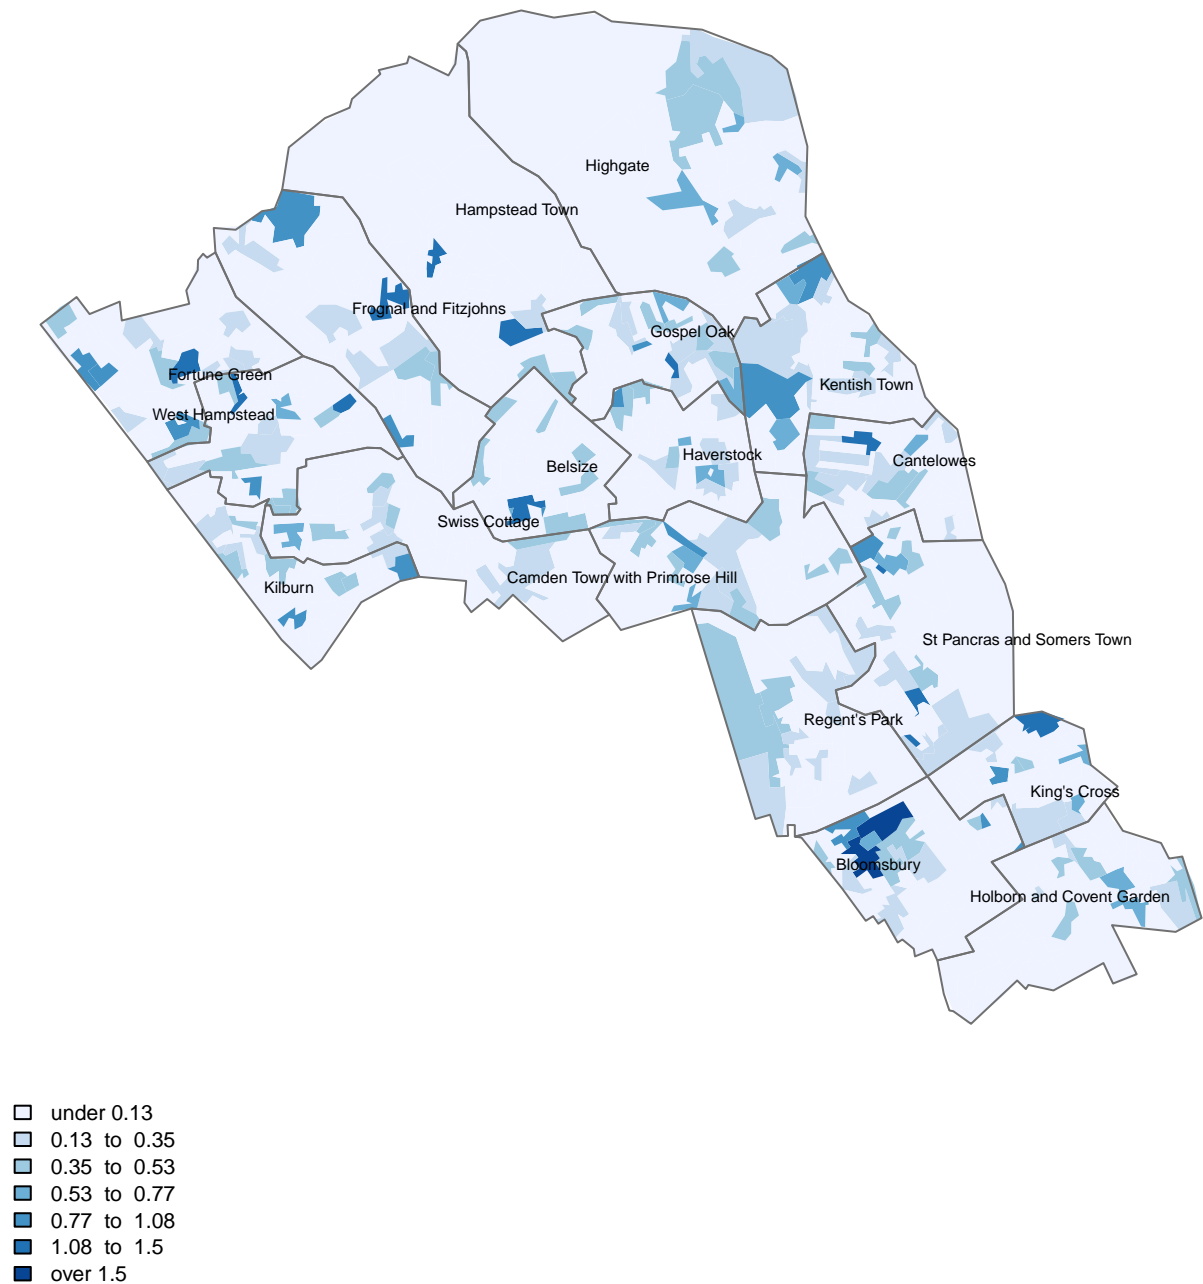 Highgate
Hampstead Town
Frognal and Fitzjohns
Gospel Oak
Fortune Green
Kentish Town
West Hampstead
Haverstock
Cantelowes
Belsize
Swiss Cottage
Camden Town with Primrose Hill
Kilburn
St Pancras and Somers Town
Regent's Park
King's Cross
Bloomsbury
Holborn and Covent Garden
under 0.13
0.13 to 0.35
0.35 to 0.53
0.53 to 0.77
0.77 to 1.08
1.08 to 1.5
over 1.5